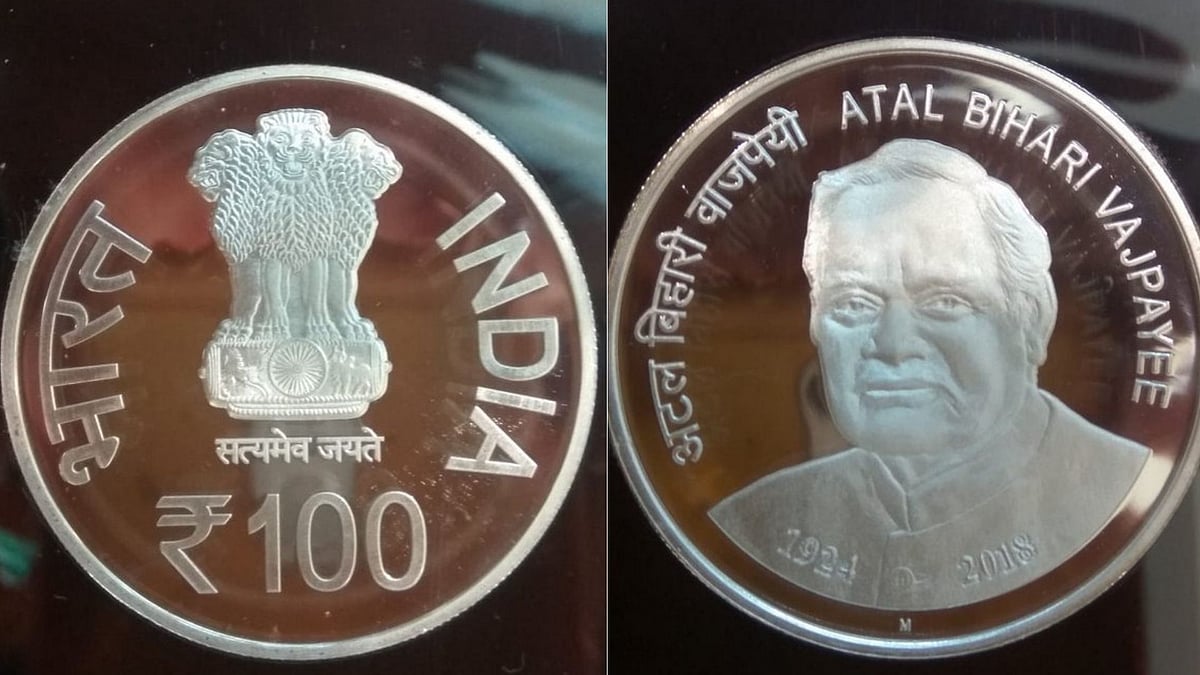 भारत
INDIA
सत्यमेव जयते
₹100
अटल बिहारी वाजपेयी
ATAL BIHARI VAJPAYEE
1924
2018
M